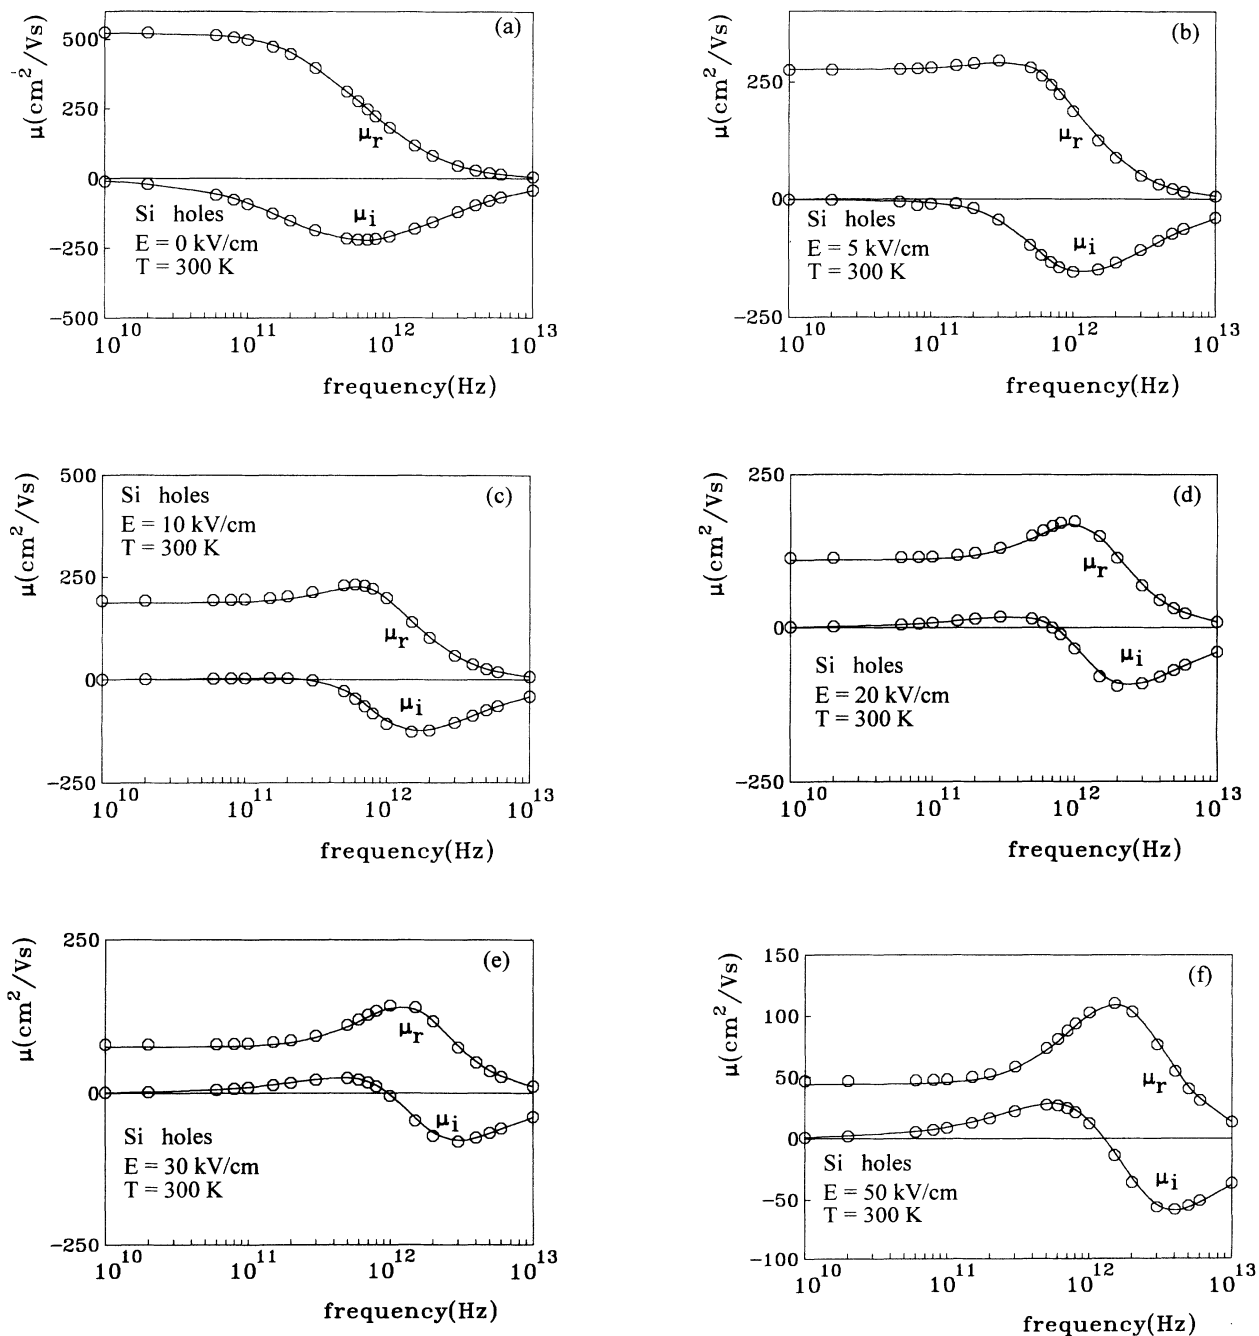 (a)
μ(cm²/Vs)
500
250
0
−250
−500
μr
μi
Si holes
E = 0 kV/cm
T = 300 K
10¹⁰ 10¹¹ 10¹² 10¹³
frequency(Hz)
(b)
μ(cm²/Vs)
250
0
−250
μr
μi
Si holes
E = 5 kV/cm
T = 300 K
10¹⁰ 10¹¹ 10¹² 10¹³
frequency(Hz)
(c)
μ(cm²/Vs)
500
250
0
−250
Si holes
E = 10 kV/cm
T = 300 K
μr
μi
10¹⁰ 10¹¹ 10¹² 10¹³
frequency(Hz)
(d)
μ(cm²/Vs)
250
0
−250
μr
μi
Si holes
E = 20 kV/cm
T = 300 K
10¹⁰ 10¹¹ 10¹² 10¹³
frequency(Hz)
(e)
μ(cm²/Vs)
250
0
−250
μr
μi
Si holes
E = 30 kV/cm
T = 300 K
10¹⁰ 10¹¹ 10¹² 10¹³
frequency(Hz)
(f)
μ(cm²/Vs)
150
100
50
0
−50
−100
μr
μi
Si holes
E = 50 kV/cm
T = 300 K
10¹⁰ 10¹¹ 10¹² 10¹³
frequency(Hz)